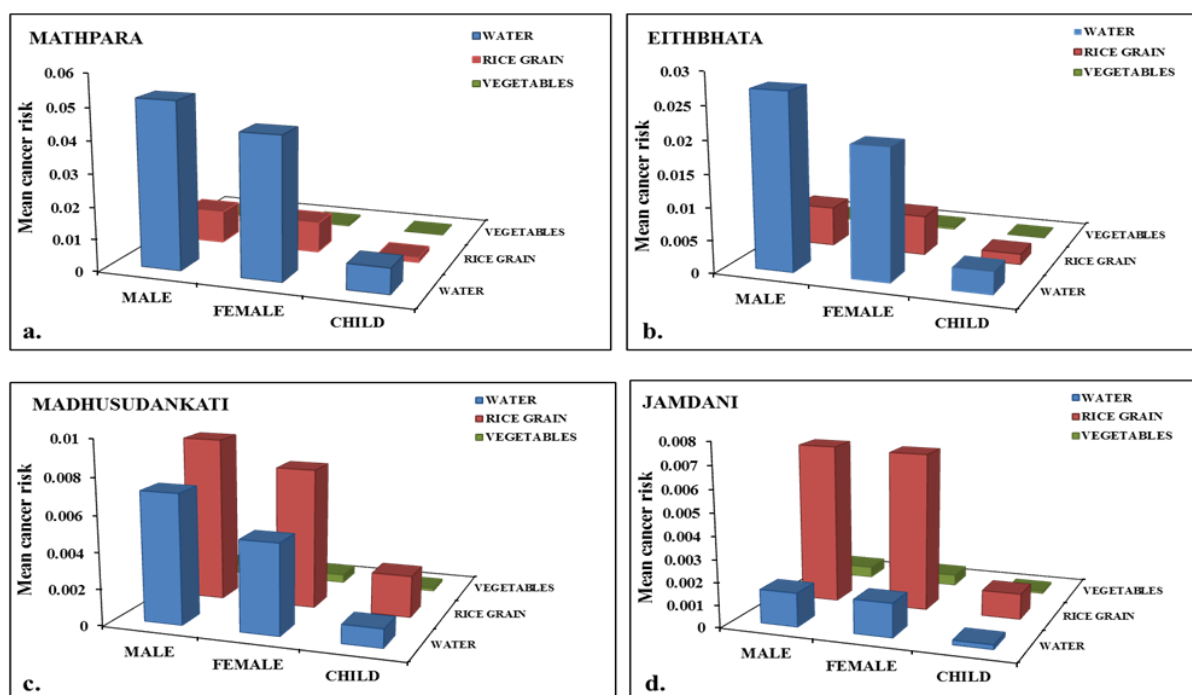 MATHPARA
WATER
RICE GRAIN
VEGETABLES
Mean cancer risk
0.06
0.05
0.04
0.03
0.02
0.01
0
MALE
FEMALE
CHILD
WATER
RICE GRAIN
VEGETABLES
a.
EITHBHATA
WATER
RICE GRAIN
VEGETABLES
Mean cancer risk
0.03
0.025
0.02
0.015
0.01
0.005
0
MALE
FEMALE
CHILD
WATER
RICE GRAIN
VEGETABLES
b.
MADHUSUDANKATI
WATER
RICE GRAIN
VEGETABLES
Mean cancer risk
0.01
0.008
0.006
0.004
0.002
0
MALE
FEMALE
CHILD
WATER
RICE GRAIN
VEGETABLES
c.
JAMDANI
WATER
RICE GRAIN
VEGETABLES
Mean cancer risk
0.008
0.007
0.006
0.005
0.004
0.003
0.002
0.001
0
MALE
FEMALE
CHILD
WATER
RICE GRAIN
VEGETABLES
d.